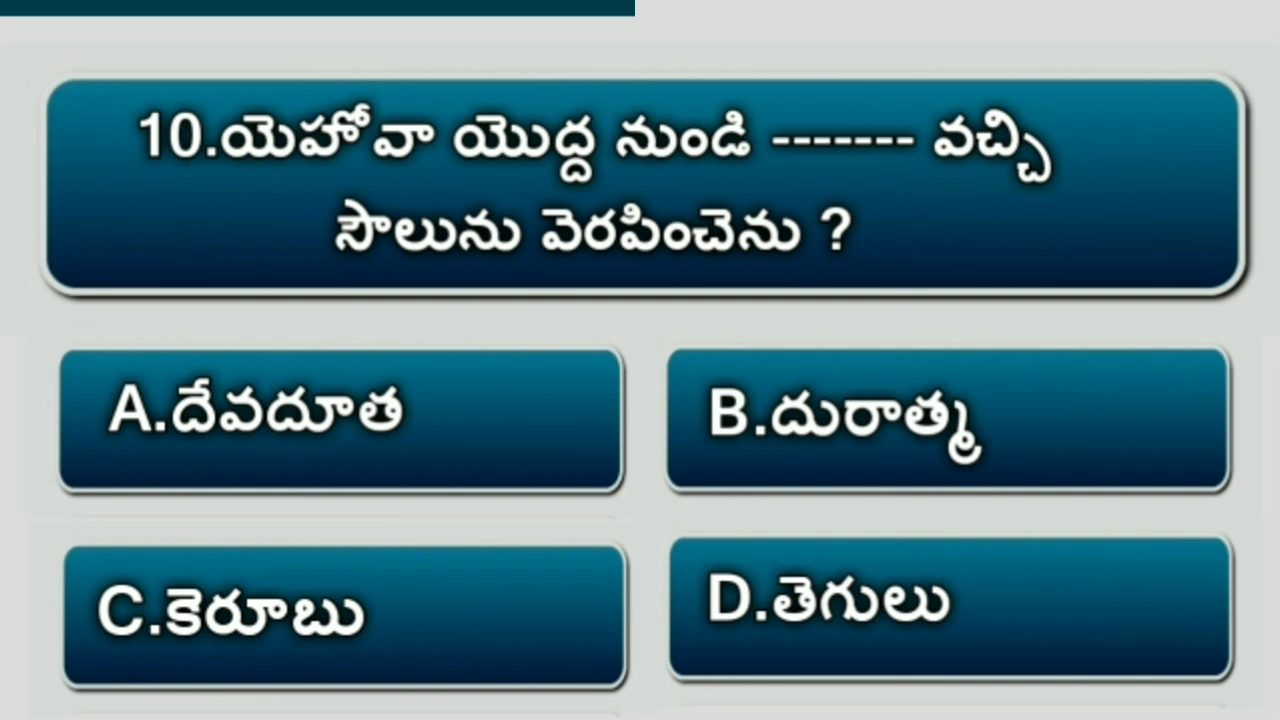 10.యెహోవా యొద్ద నుండి ------- వచ్చి
సౌలును వెరపించెను ?
A.దేవదూత
B.దురాత్మ
C.కెరూబు
D.తెగులు